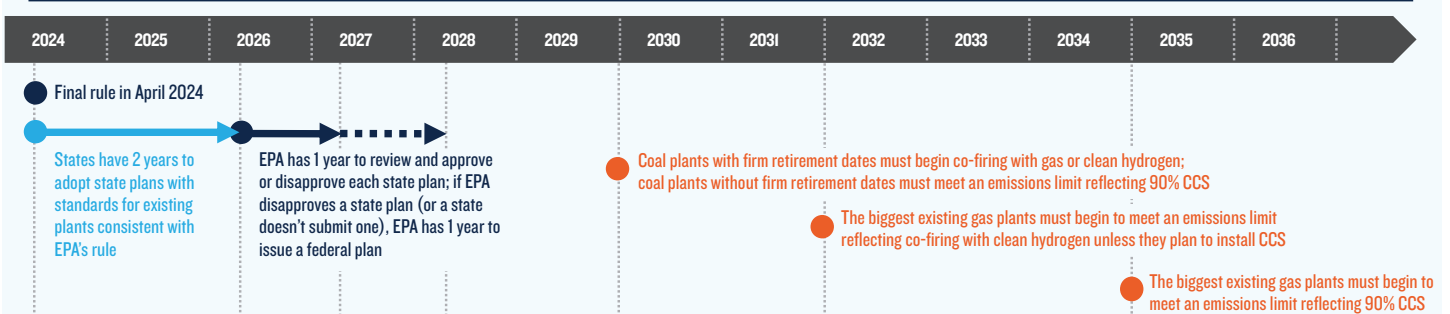 2024 2025 2026 2027 2028 2029 2030 2031 2032 2033 2034 2035 2036
Final rule in April 2024
States have 2 years to
adopt state plans with
standards for existing
plants consistent with
EPA's rule
EPA has 1 year to review and approve
or disapprove each state plan; if EPA
disapproves a state plan (or a state
doesn't submit one), EPA has 1 year to
issue a federal plan
Coal plants with firm retirement dates must begin co-firing with gas or clean hydrogen;
coal plants without firm retirement dates must meet an emissions limit reflecting 90% CCS
The biggest existing gas plants must begin to meet an emissions limit
reflecting co-firing with clean hydrogen unless they plan to install CCS
The biggest existing gas plants must begin to
meet an emissions limit reflecting 90% CCS